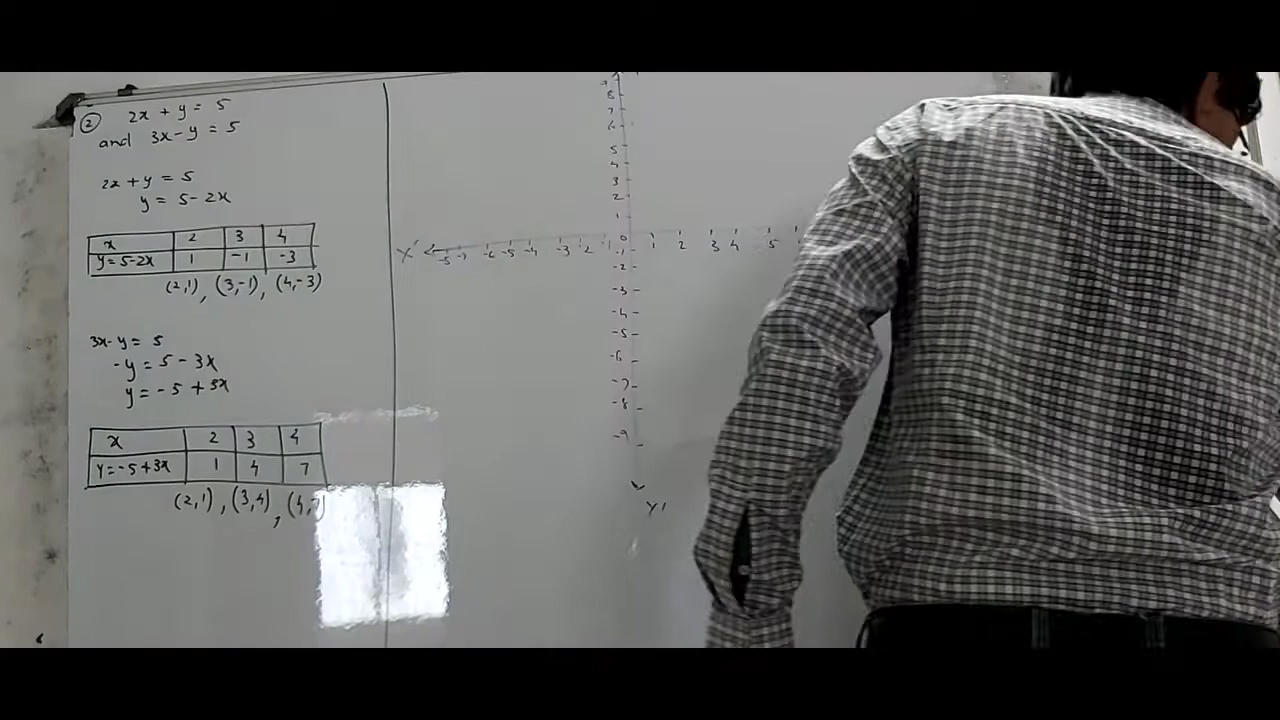 ② 2x + y = 5
and 3x - y = 5
2x + y = 5
y = 5 - 2x
x 2 3 4
y = 5-2x 1 -1 -3
(2,1), (3,-1), (4,-3)
3x - y = 5
-y = 5 - 3x
y = -5 + 3x
x 2 3 4
y = -5+3x 1 4 7
(2,1), (3,4), (4,7
8
7
6
5
4
3
2
1
0
X' -6 -5 -4 -3 -2 -1 1 2 3 4 5
-1
-2
-3
-4
-5
-6
-7
-8
-9
Y'